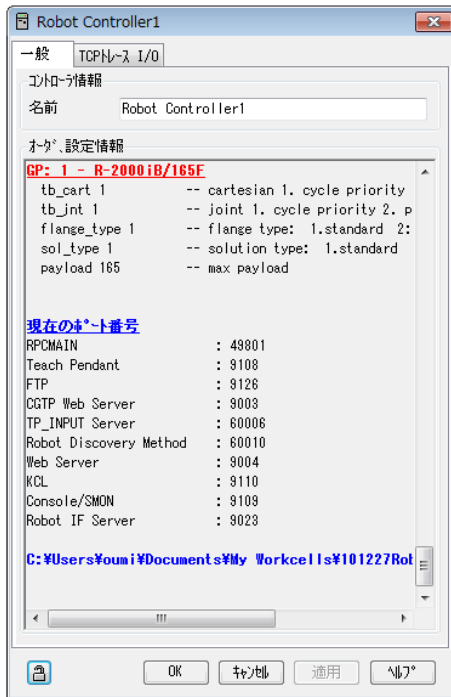 Robot Controller1
一般 TCPトレース I/O
コントローラ情報
名前 Robot Controller1
オーダ、設定情報
GP: 1 - R-2000iB/165F
tb_cart 1 -- cartesian 1. cycle priority
tb_jnt 1 -- joint 1. cycle priority 2. p
flange_type 1 -- flange type: 1.standard 2:
sol_type 1 -- solution type: 1.standard
payload 165 -- max payload
現在のポート番号
RPCMAIN : 49801
Teach Pendant : 9108
FTP : 9126
CGTP Web Server : 9003
TP_INPUT Server : 60006
Robot Discovery Method : 60010
Web Server : 9004
KCL : 9110
Console/SMON : 9109
Robot IF Server : 9023
C:¥Users¥oumi¥Documents¥My Workcells¥101227Rob
OK キャンセル 適用 ヘルプ